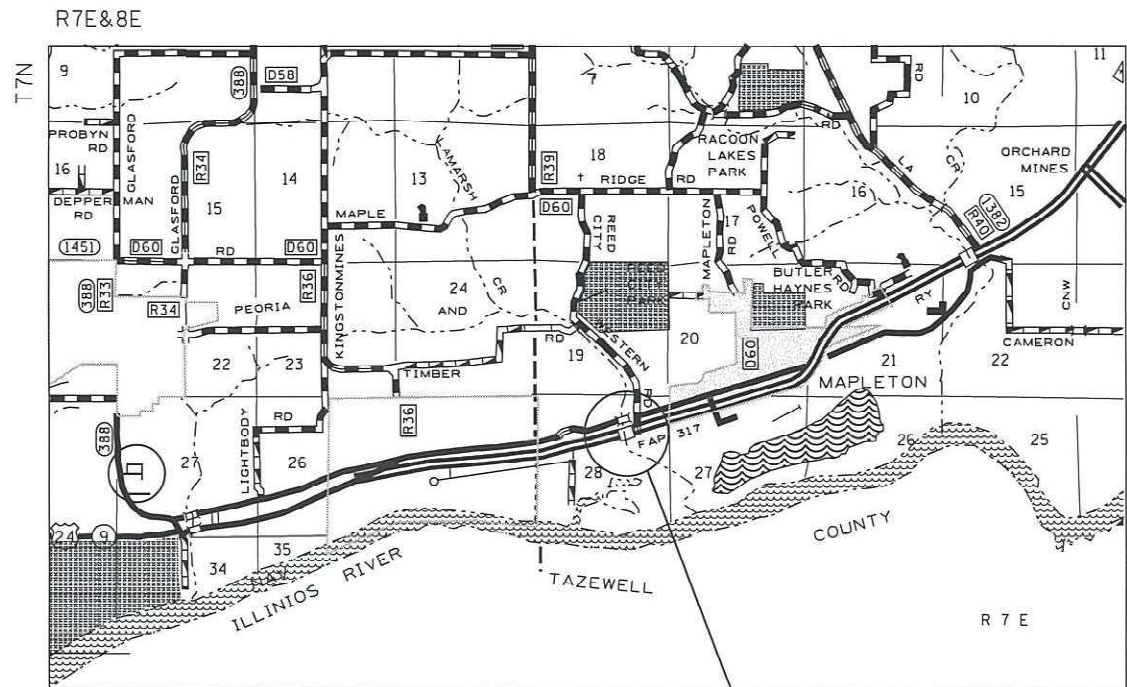 R7E&8E
T7N
9
388
D58
7
RD
10
11
PROBYN
RD
GLASFORD
16
R34
14
13
AMARSH
R39
18
RACOON
LAKES
PARK
RD
LA
CR
ORCHARD
MINES
DEPPER
RD
MAN
15
GLASFORD
† RIDGE RD
16
15
1382
R40
1451
D60
RD
D60
MAPLE
D60
REED
CITY
MAPLETON
RD
17
POWELL
RD
388
R33
R34
R36
KINGSTONMINES
PEORIA
24
AND
CR
BUTLER
HAYNES
PARK
RY
CNW
22
23
TIMBER
RD
19
WESTERN
RD
20
D60
21
22
CAMERON
MAPLETON
388
LIGHTBODY
RD
R36
FAP 317
27
26
28
27
26
25
24
9
34
35
ILLINIOS RIVER
TAZEWELL
COUNTY
R 7 E